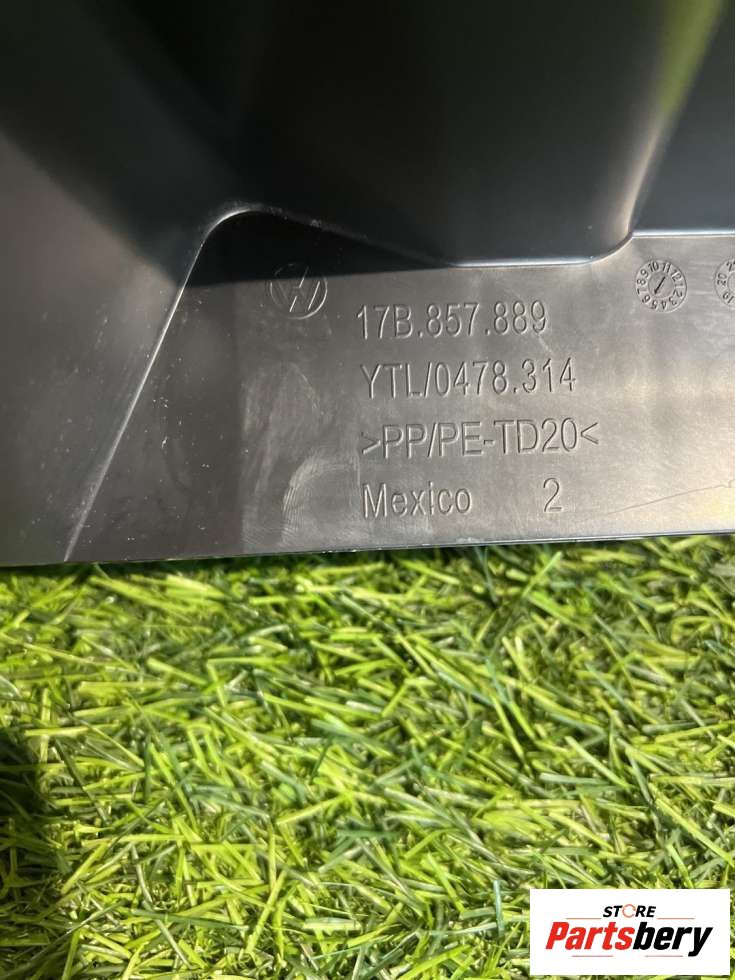 17B.857.889
YTL/0478.314
>PP/PE-TD20<
Mexico 2
STORE
Partsbery